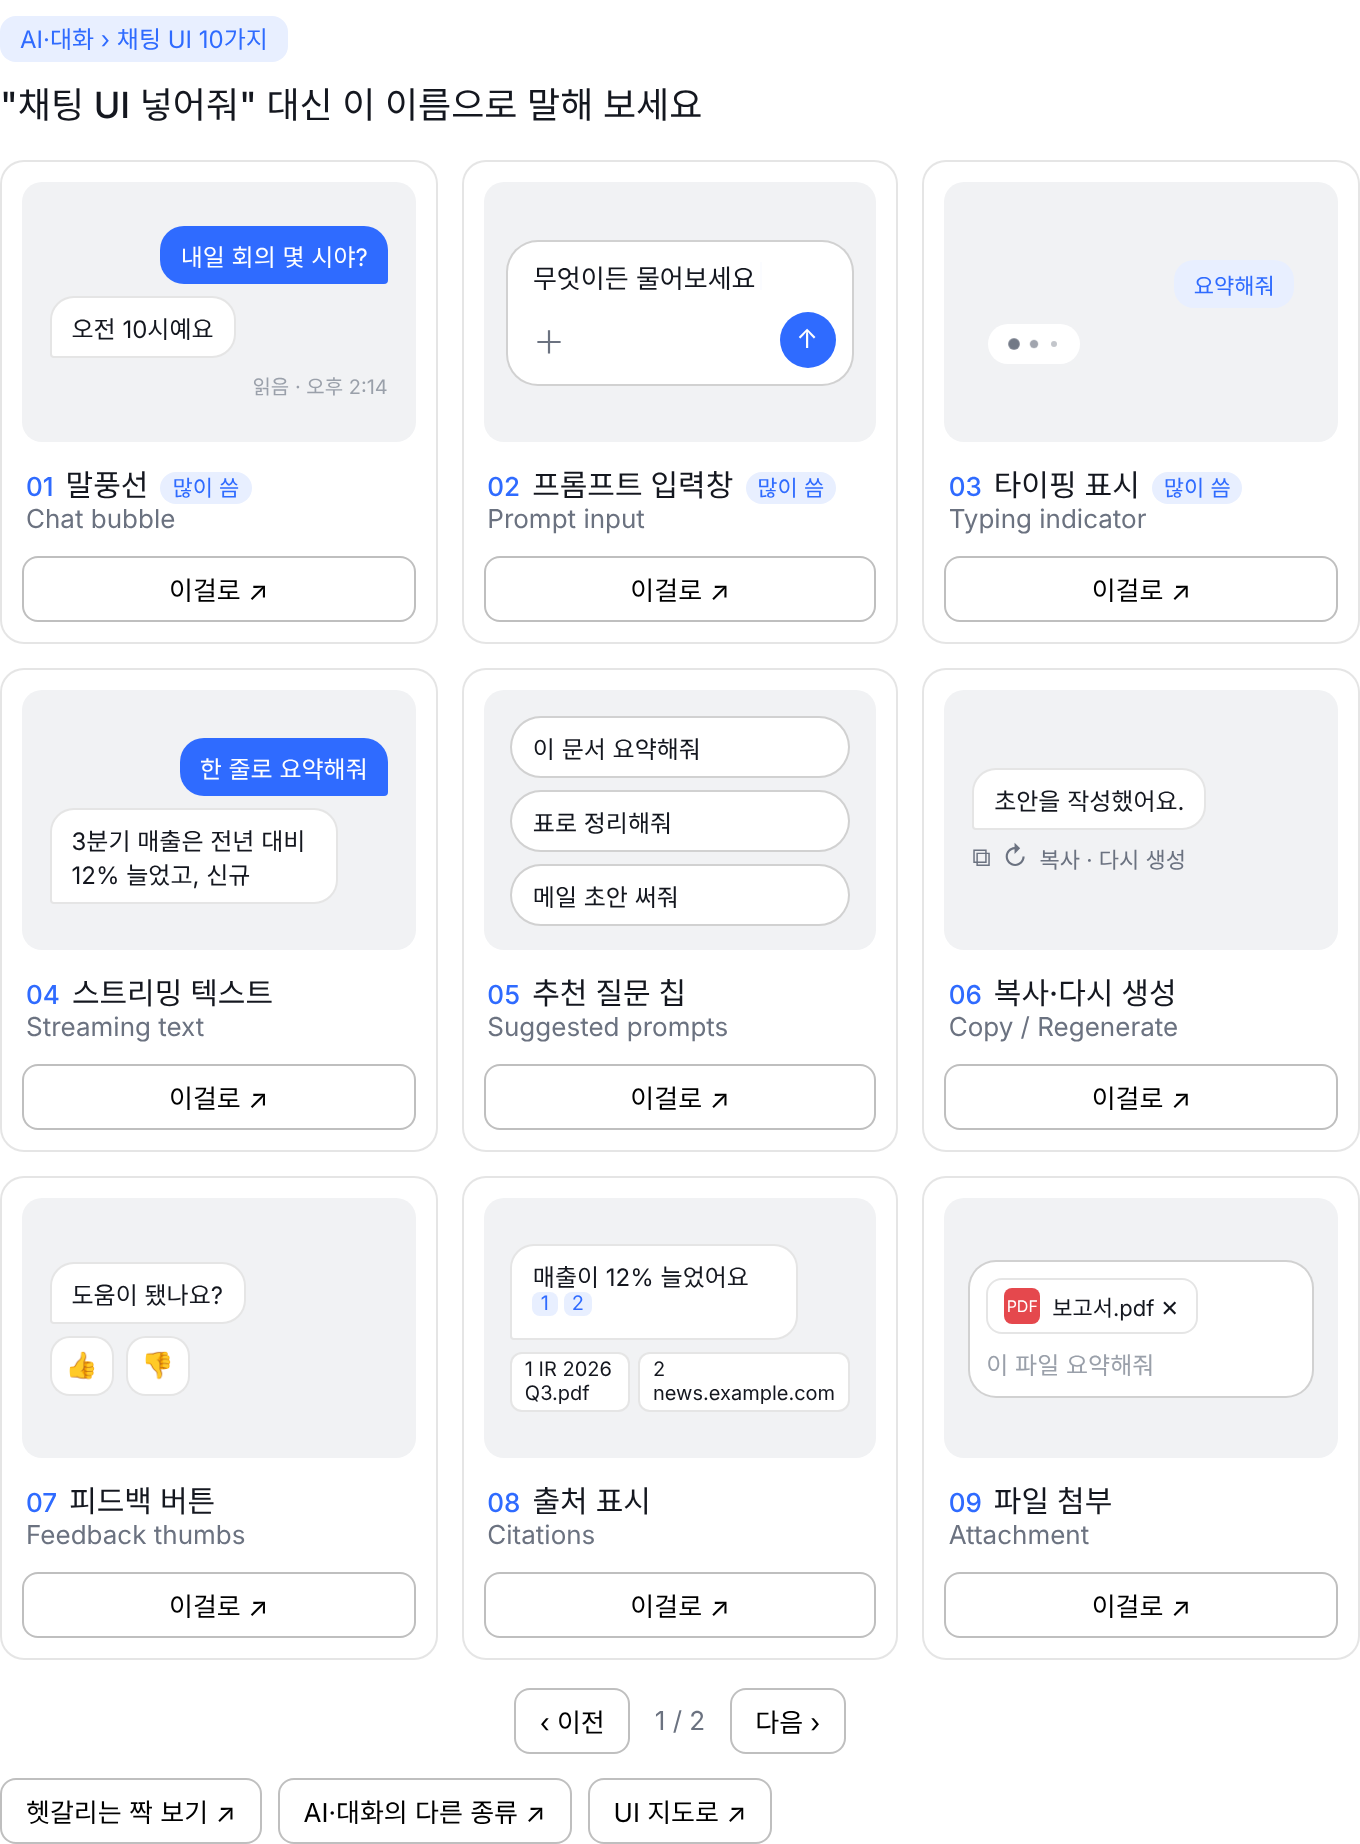 AI·대화 › 채팅 UI 10가지
"채팅 UI 넣어줘" 대신 이 이름으로 말해 보세요
내일 회의 몇 시야?
오전 10시예요
읽음 · 오후 2:14
01 말풍선 많이 씀
Chat bubble
이걸로 ↗
무엇이든 물어보세요
+
↑
02 프롬프트 입력창 많이 씀
Prompt input
이걸로 ↗
요약해줘
03 타이핑 표시 많이 씀
Typing indicator
이걸로 ↗
한 줄로 요약해줘
3분기 매출은 전년 대비
12% 늘었고, 신규
04 스트리밍 텍스트
Streaming text
이걸로 ↗
이 문서 요약해줘
표로 정리해줘
메일 초안 써줘
05 추천 질문 칩
Suggested prompts
이걸로 ↗
초안을 작성했어요.
⧉ ↻ 복사 · 다시 생성
06 복사·다시 생성
Copy / Regenerate
이걸로 ↗
도움이 됐나요?
👍 👎
07 피드백 버튼
Feedback thumbs
이걸로 ↗
매출이 12% 늘었어요
1 2
1 IR 2026
Q3.pdf
2
news.example.com
08 출처 표시
Citations
이걸로 ↗
PDF 보고서.pdf ✕
이 파일 요약해줘
09 파일 첨부
Attachment
이걸로 ↗
‹ 이전 1 / 2 다음 ›
헷갈리는 짝 보기 ↗ AI·대화의 다른 종류 ↗ UI 지도로 ↗